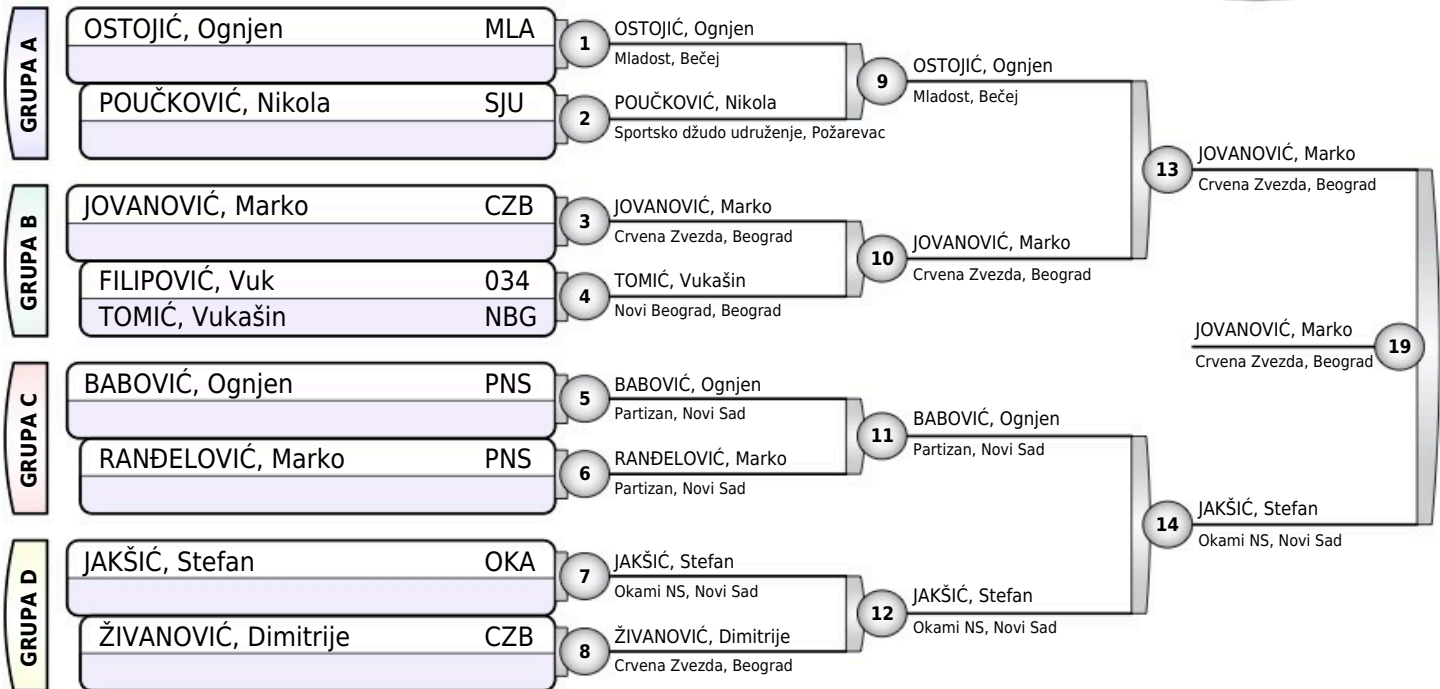 GRUPA A
OSTOJIĆ, Ognjen MLA
POUČKOVIĆ, Nikola SJU
GRUPA B
JOVANOVIĆ, Marko CZB
FILIPOVIĆ, Vuk 034
TOMIĆ, Vukašin NBG
GRUPA C
BABOVIĆ, Ognjen PNS
RANĐELOVIĆ, Marko PNS
GRUPA D
JAKŠIĆ, Stefan OKA
ŽIVANOVIĆ, Dimitrije CZB
1
OSTOJIĆ, Ognjen
Mladost, Bečej
2
POUČKOVIĆ, Nikola
Sportsko džudo udruženje, Požarevac
3
JOVANOVIĆ, Marko
Crvena Zvezda, Beograd
4
TOMIĆ, Vukašin
Novi Beograd, Beograd
5
BABOVIĆ, Ognjen
Partizan, Novi Sad
6
RANĐELOVIĆ, Marko
Partizan, Novi Sad
7
JAKŠIĆ, Stefan
Okami NS, Novi Sad
8
ŽIVANOVIĆ, Dimitrije
Crvena Zvezda, Beograd
9
OSTOJIĆ, Ognjen
Mladost, Bečej
10
JOVANOVIĆ, Marko
Crvena Zvezda, Beograd
11
BABOVIĆ, Ognjen
Partizan, Novi Sad
12
JAKŠIĆ, Stefan
Okami NS, Novi Sad
13
JOVANOVIĆ, Marko
Crvena Zvezda, Beograd
14
JAKŠIĆ, Stefan
Okami NS, Novi Sad
JOVANOVIĆ, Marko
Crvena Zvezda, Beograd
19